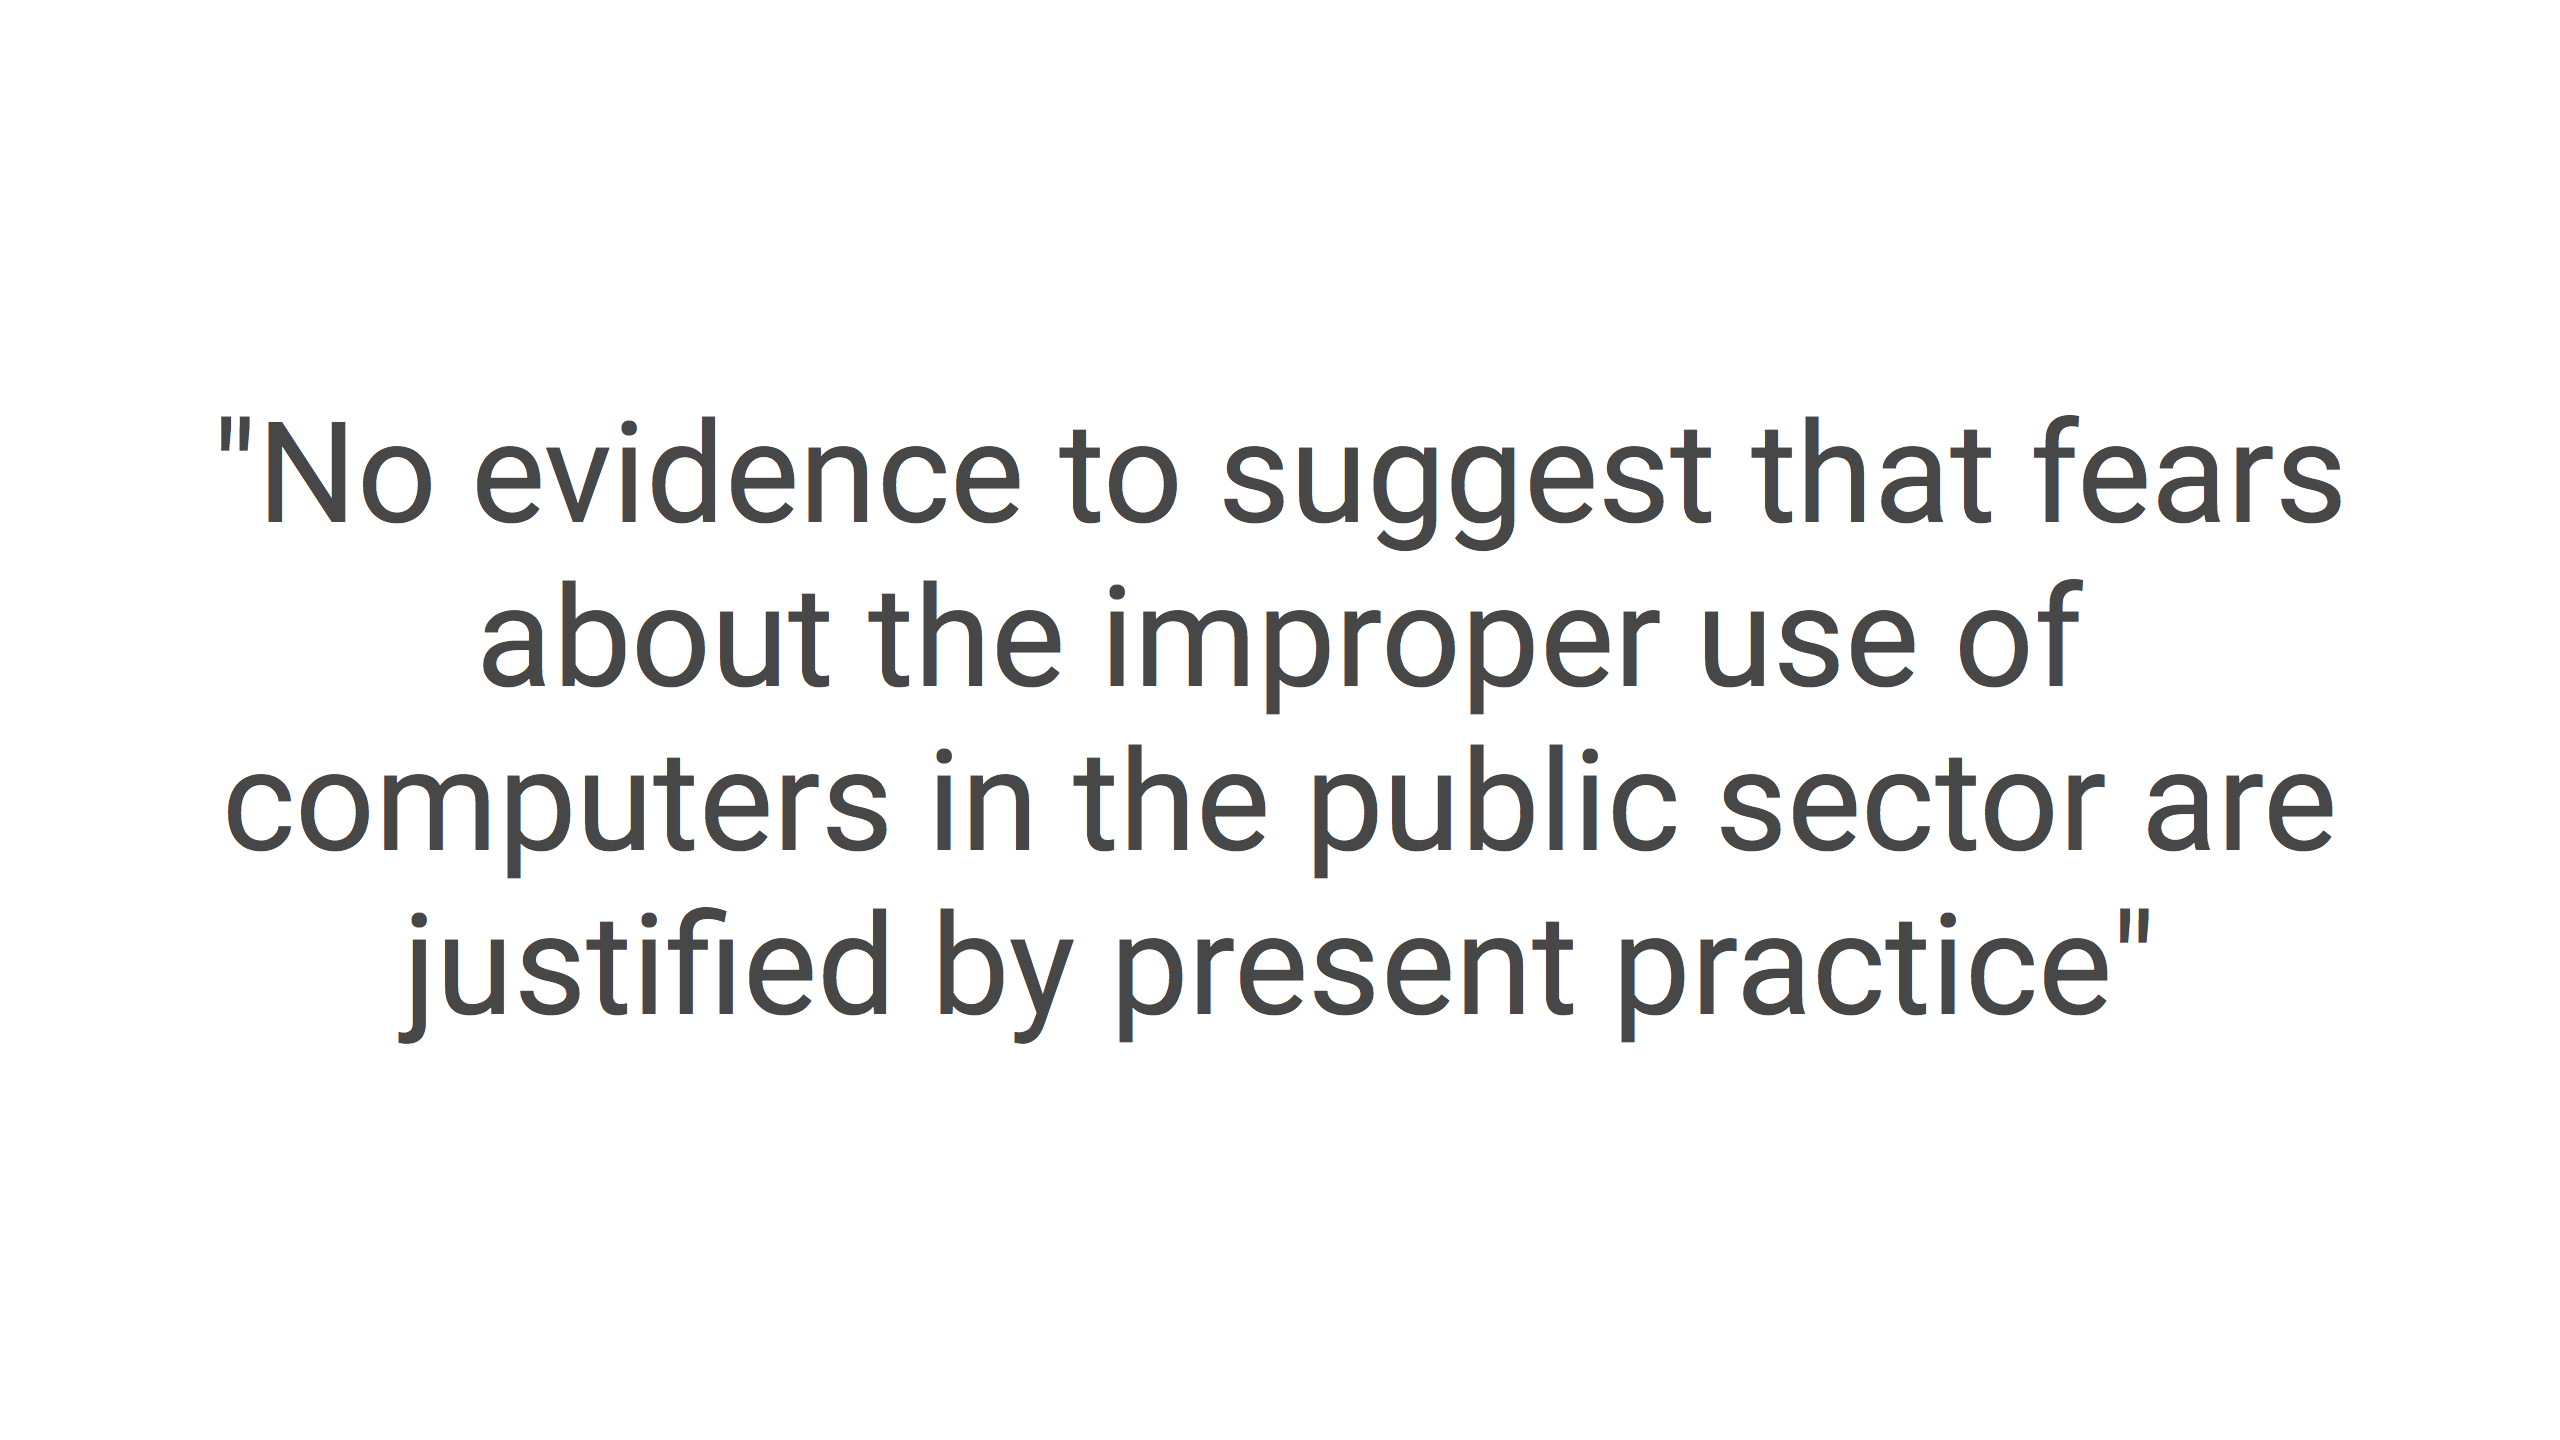 "No evidence to suggest that fears
about the improper use of
computers in the public sector are
justified by present practice"